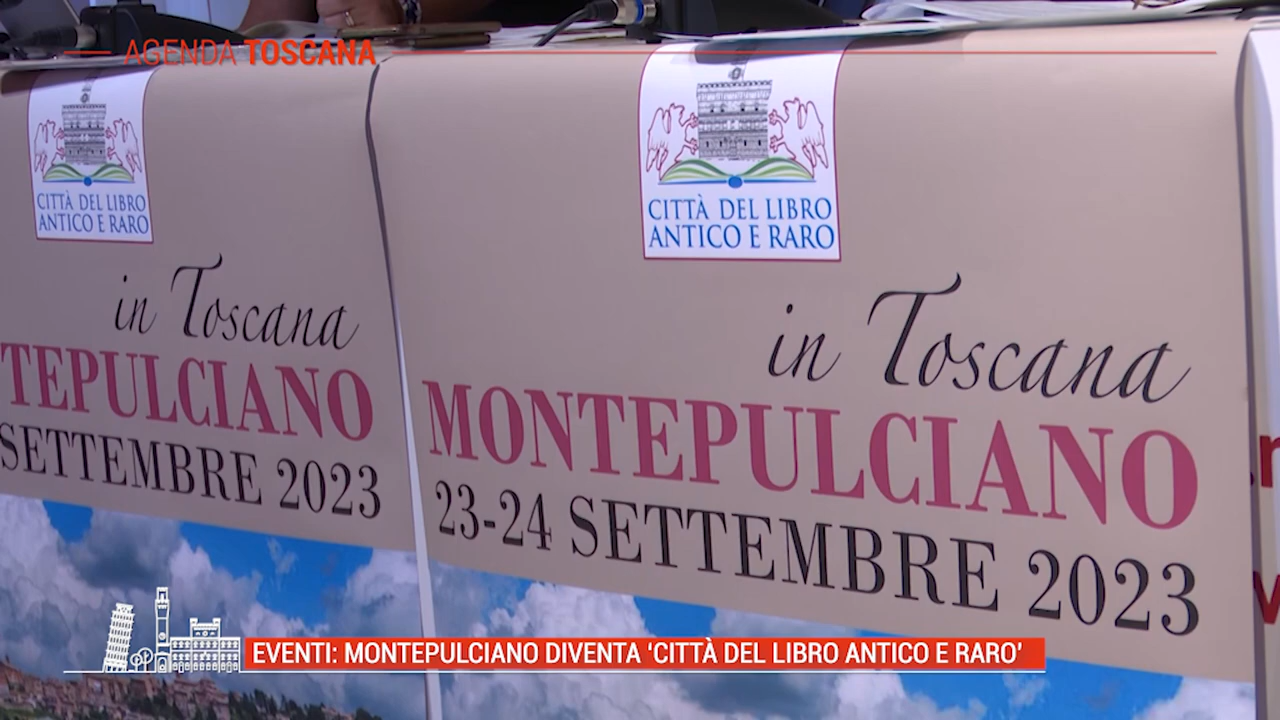 AGENDA TOSCANA
CITTÀ DEL LIBRO
ANTICO E RARO
in Toscana
TEPULCIANO
SETTEMBRE 2023
CITTÀ DEL LIBRO
ANTICO E RARO
in Toscana
MONTEPULCIANO
23-24 SETTEMBRE 2023
EVENTI: MONTEPULCIANO DIVENTA ‘CITTÀ DEL LIBRO ANTICO E RARO’